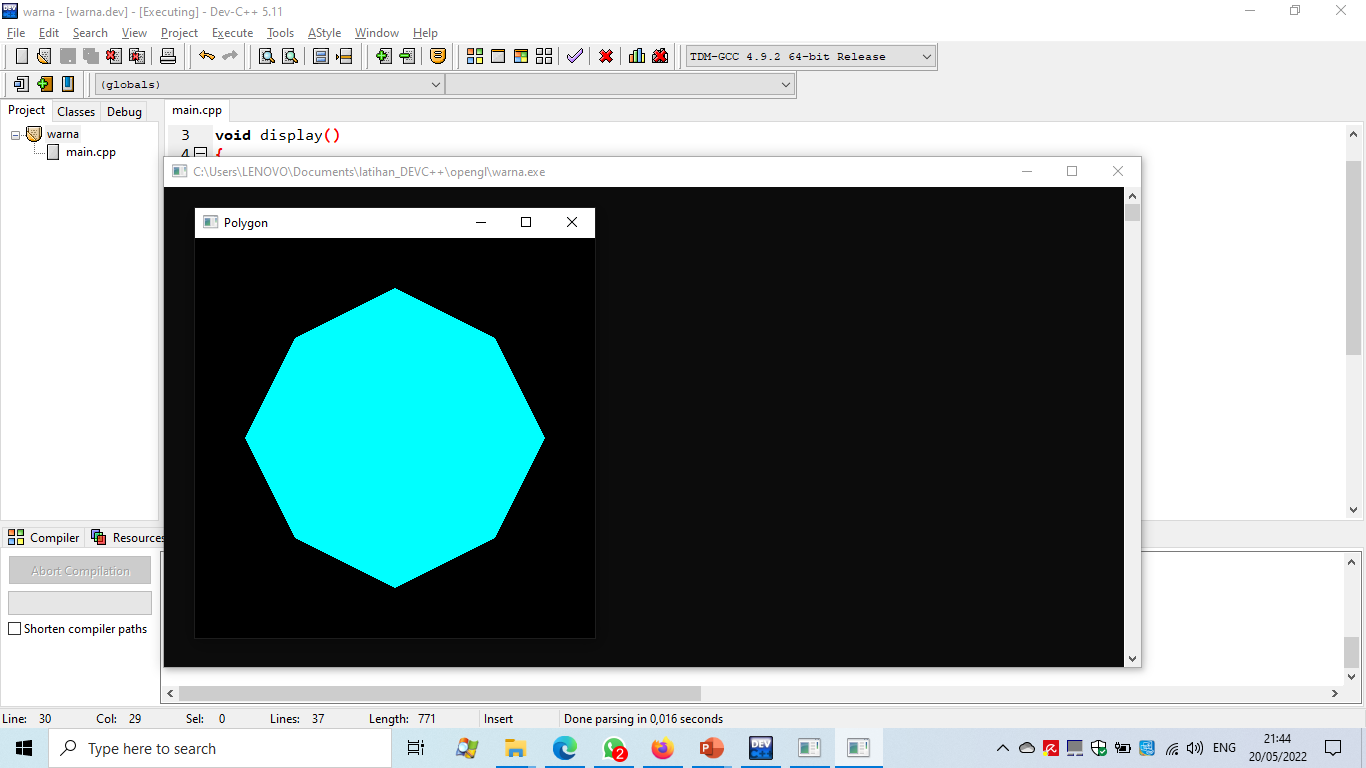 warna - [warna.dev] - [Executing] - Dev-C++ 5.11
File Edit Search View Project Execute Tools AStyle Window Help
TDM-GCC 4.9.2 64-bit Release
(globals)
Project Classes Debug
main.cpp
warna
main.cpp
3 void display()
4 {
C:\Users\LENOVO\Documents\latihan_DEVC++\opengl\warna.exe
Polygon
Compiler Resources
Abort Compilation
Shorten compiler paths
Line: 30 Col: 29 Sel: 0 Lines: 37 Length: 771 Insert Done parsing in 0,016 seconds
Type here to search
2
DEV
ENG
21:44
20/05/2022